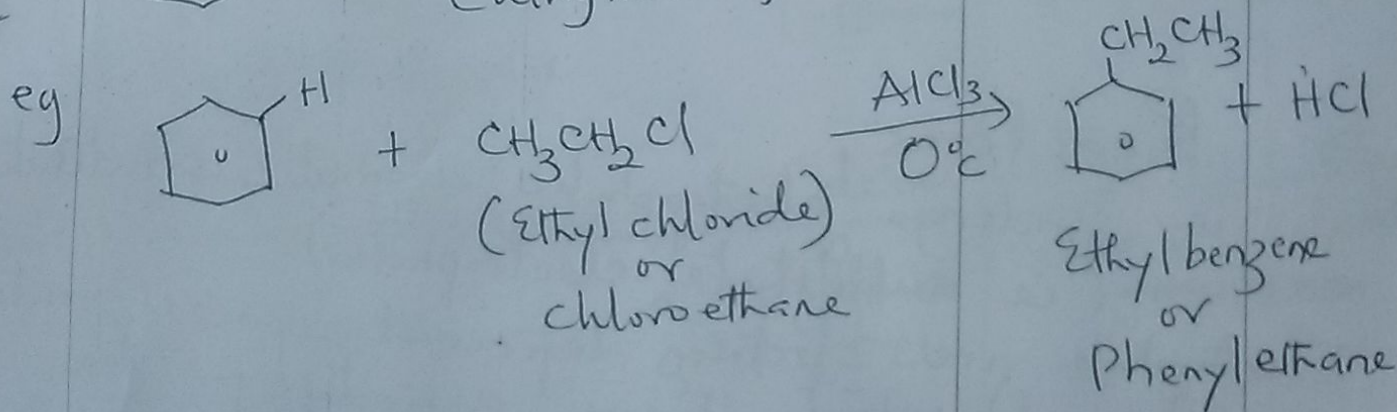 eg H + CH3CH2Cl AlCl3 0°c CH2CH3 + HCl
(Ethyl chloride)
or
chloroethane
Ethylbenzene
or
Phenylethane